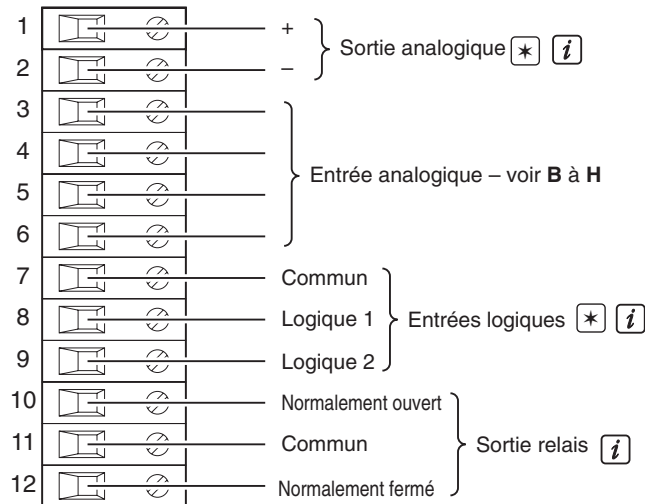 1 +
Sortie analogique * i
2 –
3
4
Entrée analogique – voir B à H
5
6
7 Commun
8 Logique 1 Entrées logiques * i
9 Logique 2
10 Normalement ouvert
11 Commun Sortie relais i
12 Normalement fermé